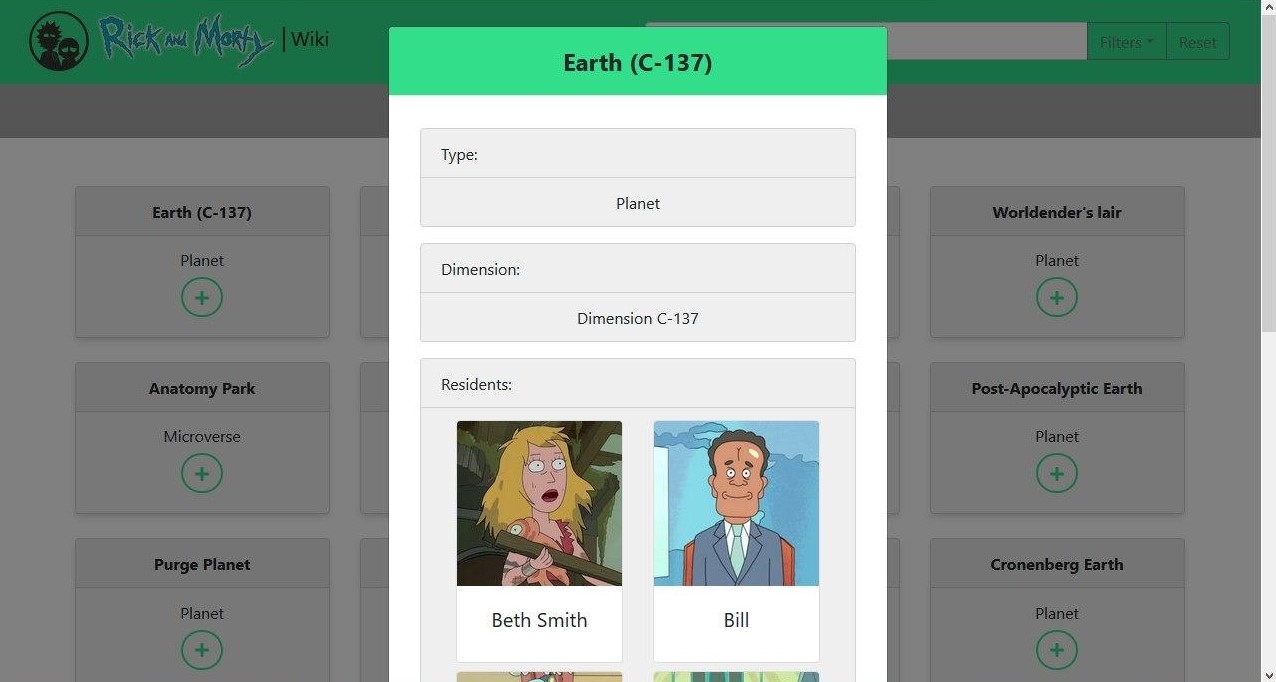 Rick and Morty | Wiki
Filters
Reset
Earth (C-137)
Type:
Planet
Dimension:
Dimension C-137
Residents:
Beth Smith
Bill
Earth (C-137)
Planet
+
Worldender's lair
Planet
+
Anatomy Park
Microverse
+
Post-Apocalyptic Earth
Planet
+
Purge Planet
Planet
+
Cronenberg Earth
Planet
+